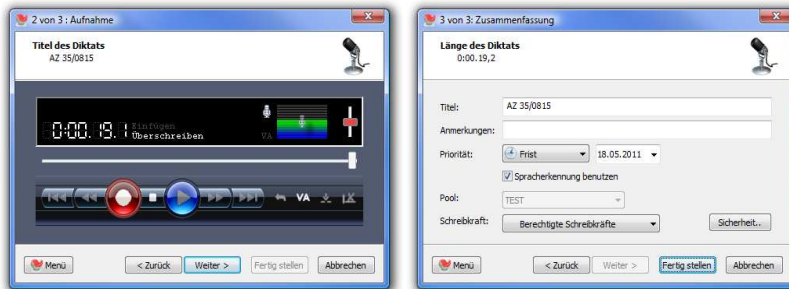 2 von 3 : Aufnahme
Titel des Diktats
AZ 35/0815
0:00. 19.1
Einfügen
Überschreiben
VA
VA
Menü
< Zurück
Weiter >
Fertig stellen
Abbrechen
3 von 3: Zusammenfassung
Länge des Diktats
0:00.19,2
Titel: AZ 35/0815
Anmerkungen:
Priorität: Frist 18.05.2011
Spracherkennung benutzen
Pool: TEST
Schreibkraft: Berechtigte Schreibkräfte Sicherheit..
Menü
< Zurück
Weiter >
Fertig stellen
Abbrechen